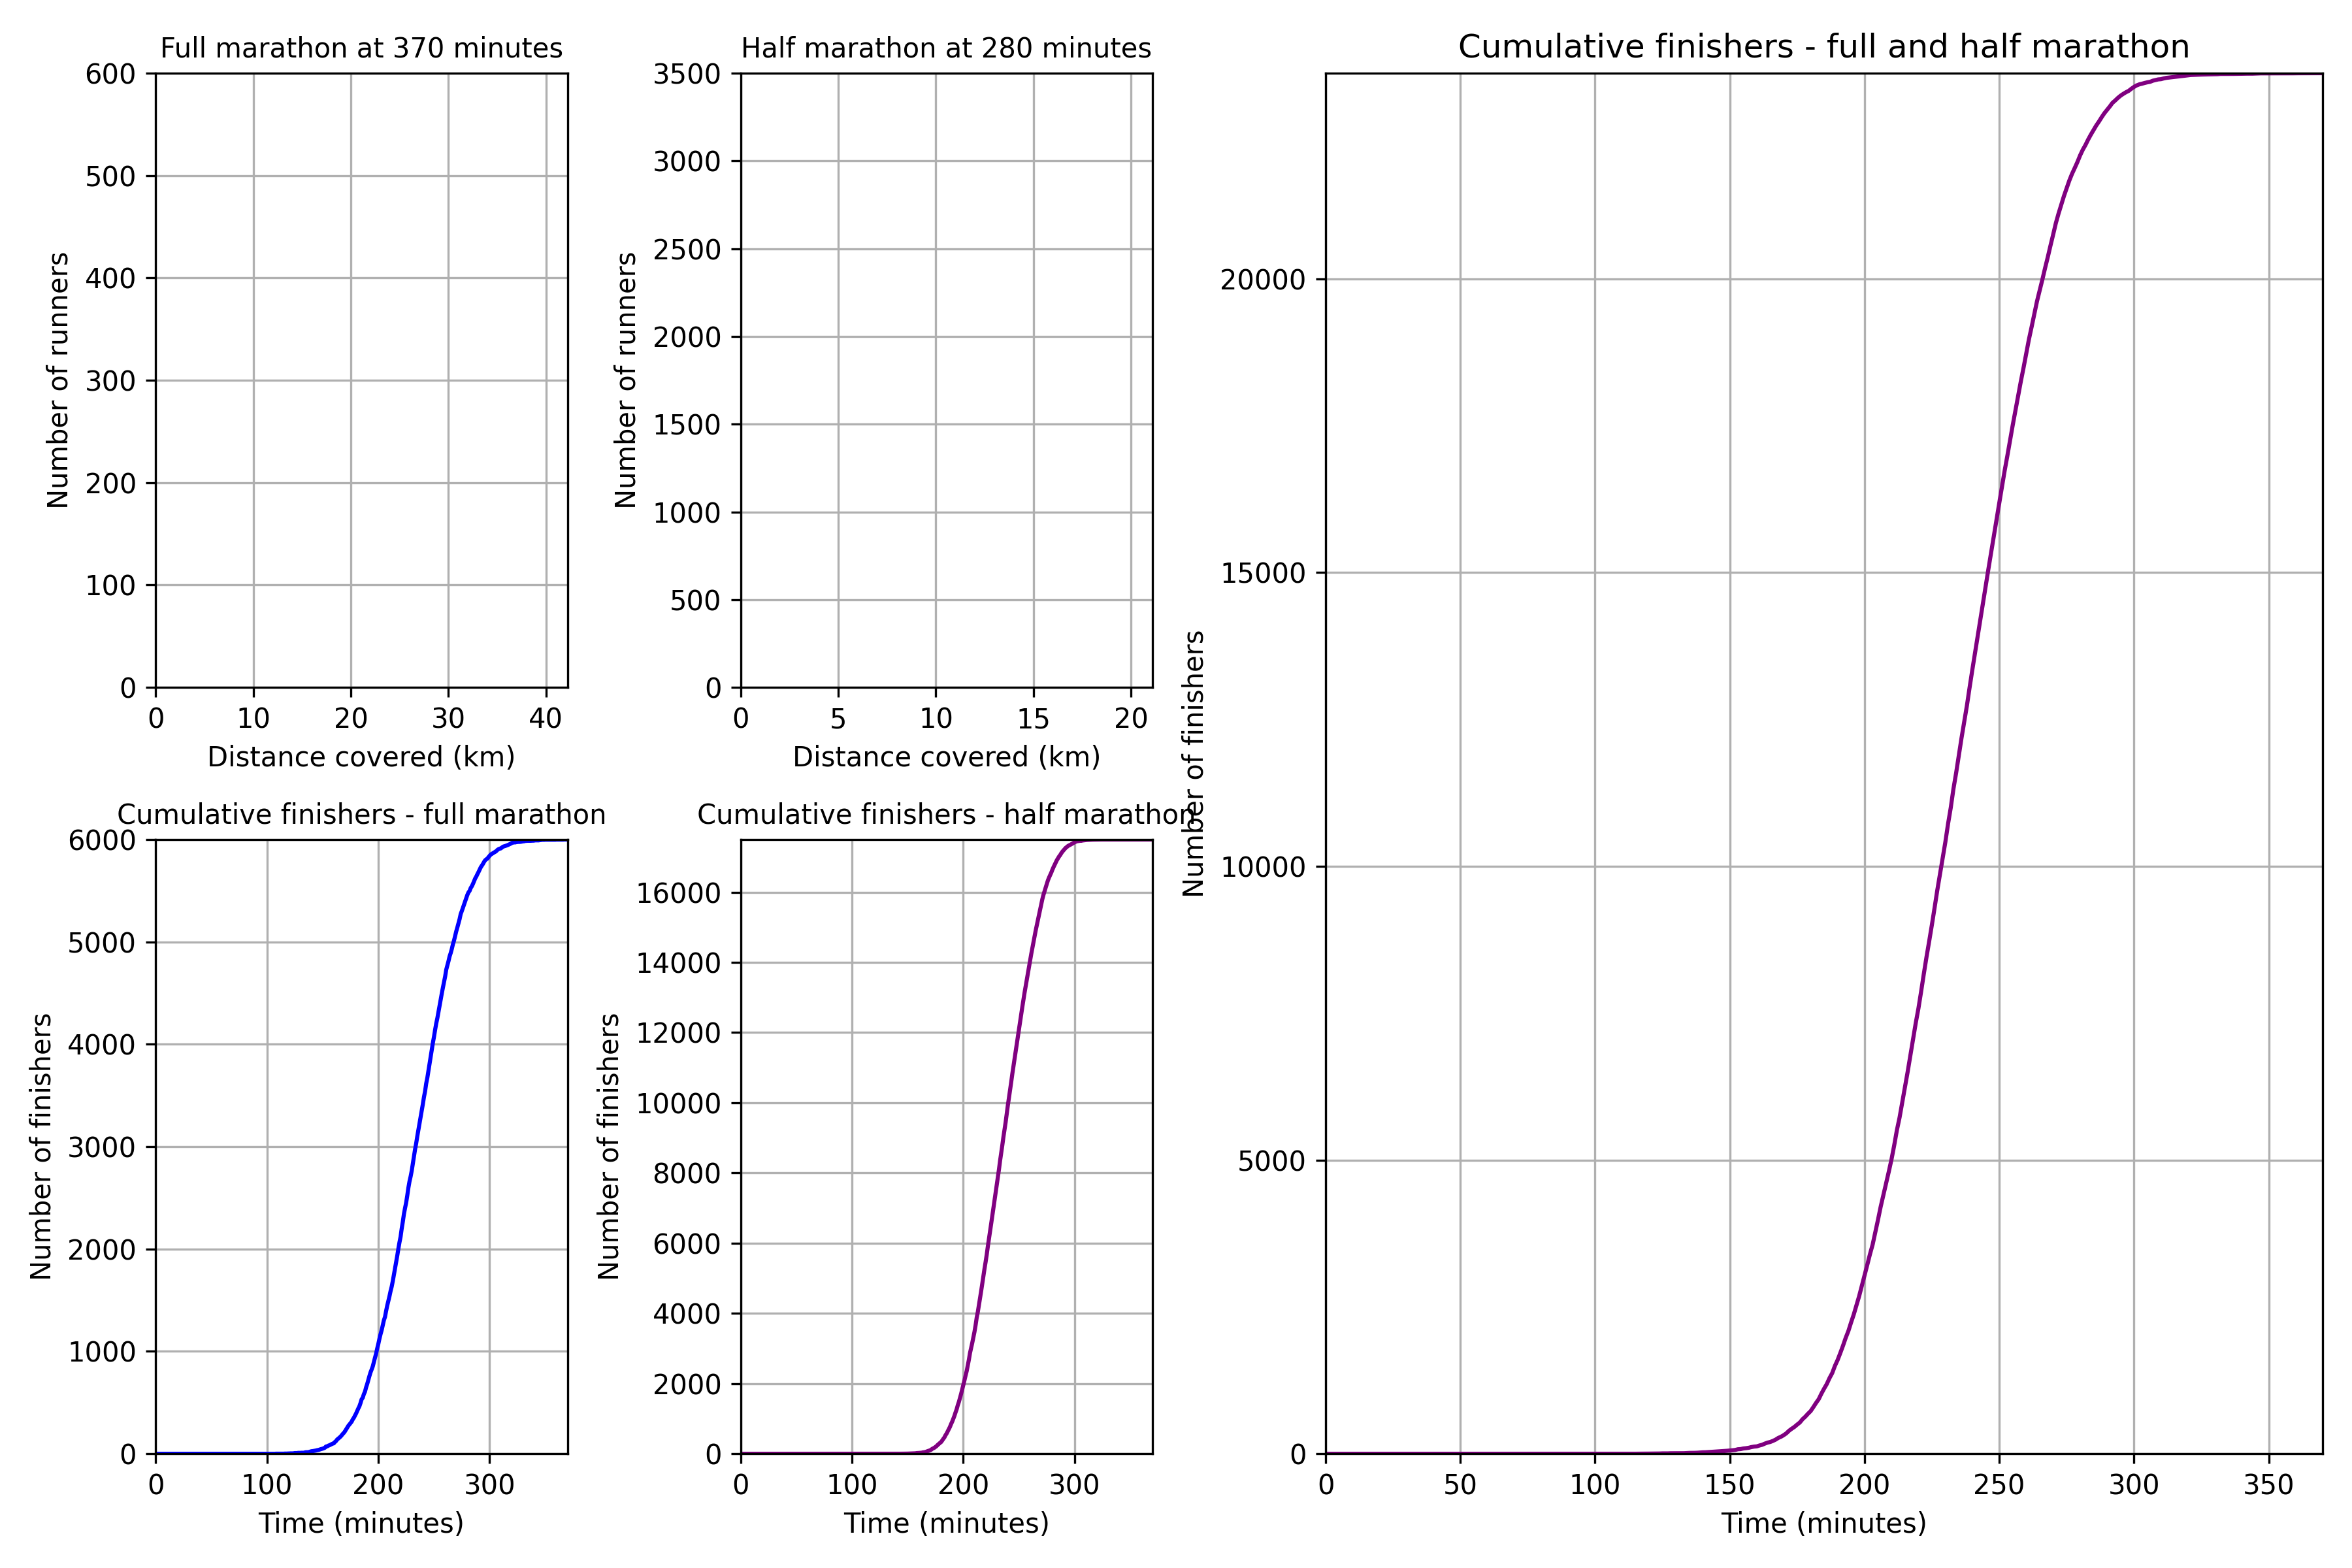 Full marathon at 370 minutes
600
500
400
300
200
100
0
Number of runners
0 10 20 30 40
Distance covered (km)
Half marathon at 280 minutes
3500
3000
2500
2000
1500
1000
500
0
Number of runners
0 5 10 15 20
Distance covered (km)
Cumulative finishers - full marathon
6000
5000
4000
3000
2000
1000
0
Number of finishers
0 100 200 300
Time (minutes)
Cumulative finishers - half marathon
16000
14000
12000
10000
8000
6000
4000
2000
0
Number of finishers
0 100 200 300
Time (minutes)
Cumulative finishers - full and half marathon
20000
15000
10000
5000
0
Number of finishers
0 50 100 150 200 250 300 350
Time (minutes)